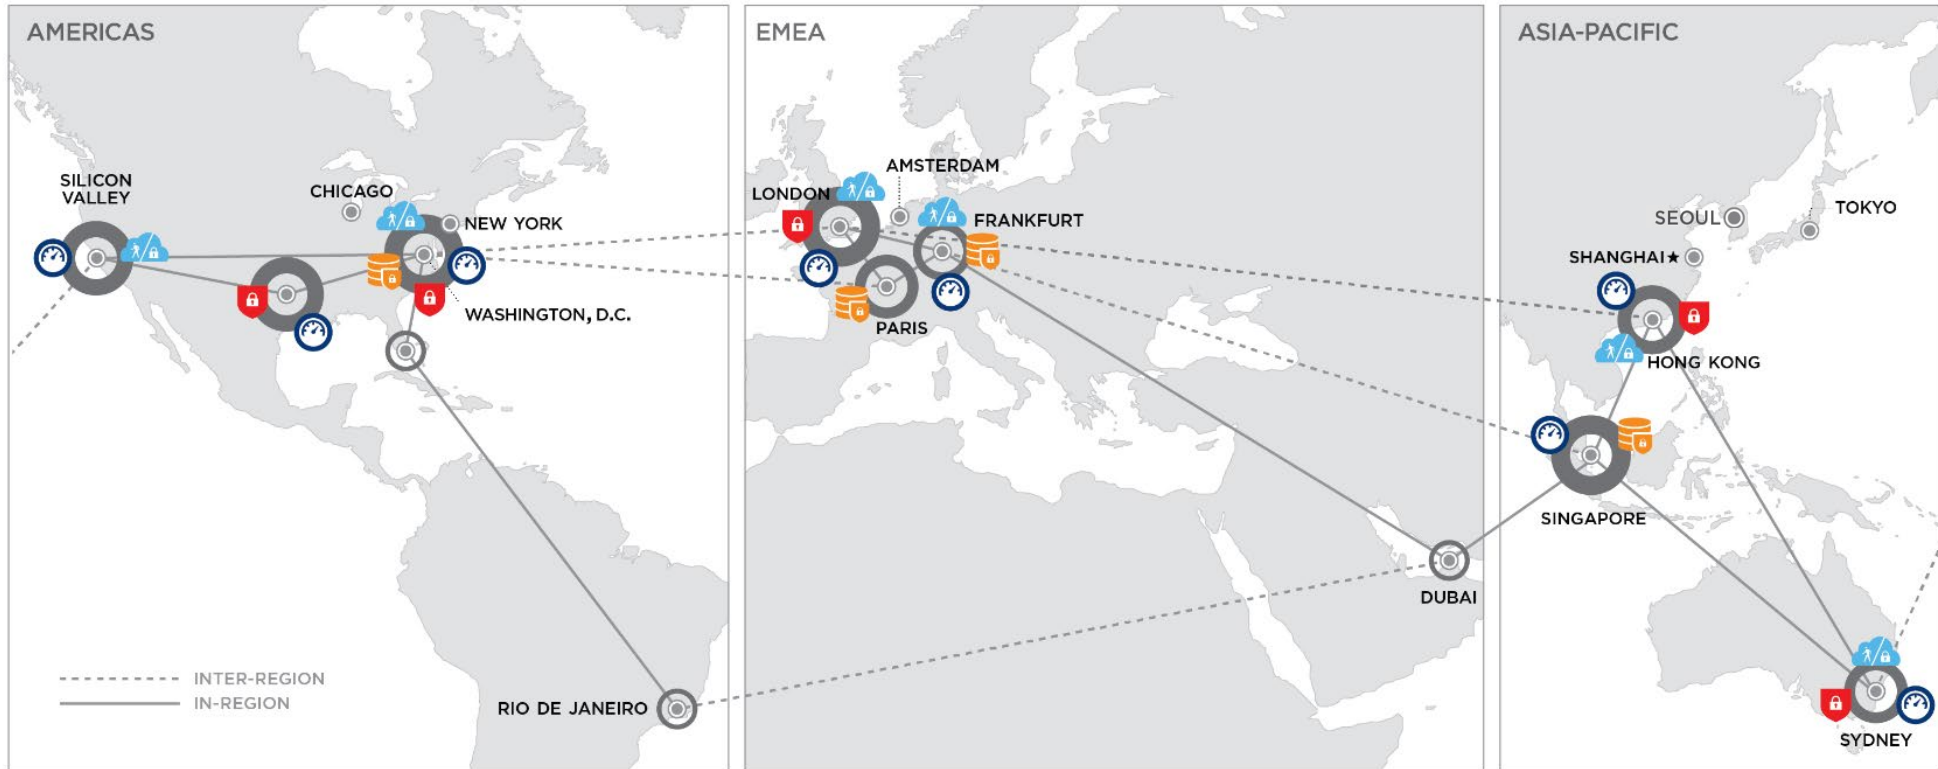 AMERICAS
EMEA
ASIA-PACIFIC
SILICON
VALLEY
CHICAGO
NEW YORK
WASHINGTON, D.C.
RIO DE JANEIRO
INTER-REGION
IN-REGION
LONDON
AMSTERDAM
FRANKFURT
PARIS
DUBAI
SEOUL
TOKYO
SHANGHAI★
HONG KONG
SINGAPORE
SYDNEY